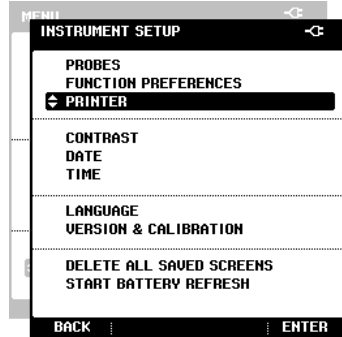 MENU
INSTRUMENT SETUP
PROBES
FUNCTION PREFERENCES
PRINTER
CONTRAST
DATE
TIME
LANGUAGE
VERSION & CALIBRATION
DELETE ALL SAVED SCREENS
START BATTERY REFRESH
BACK ENTER